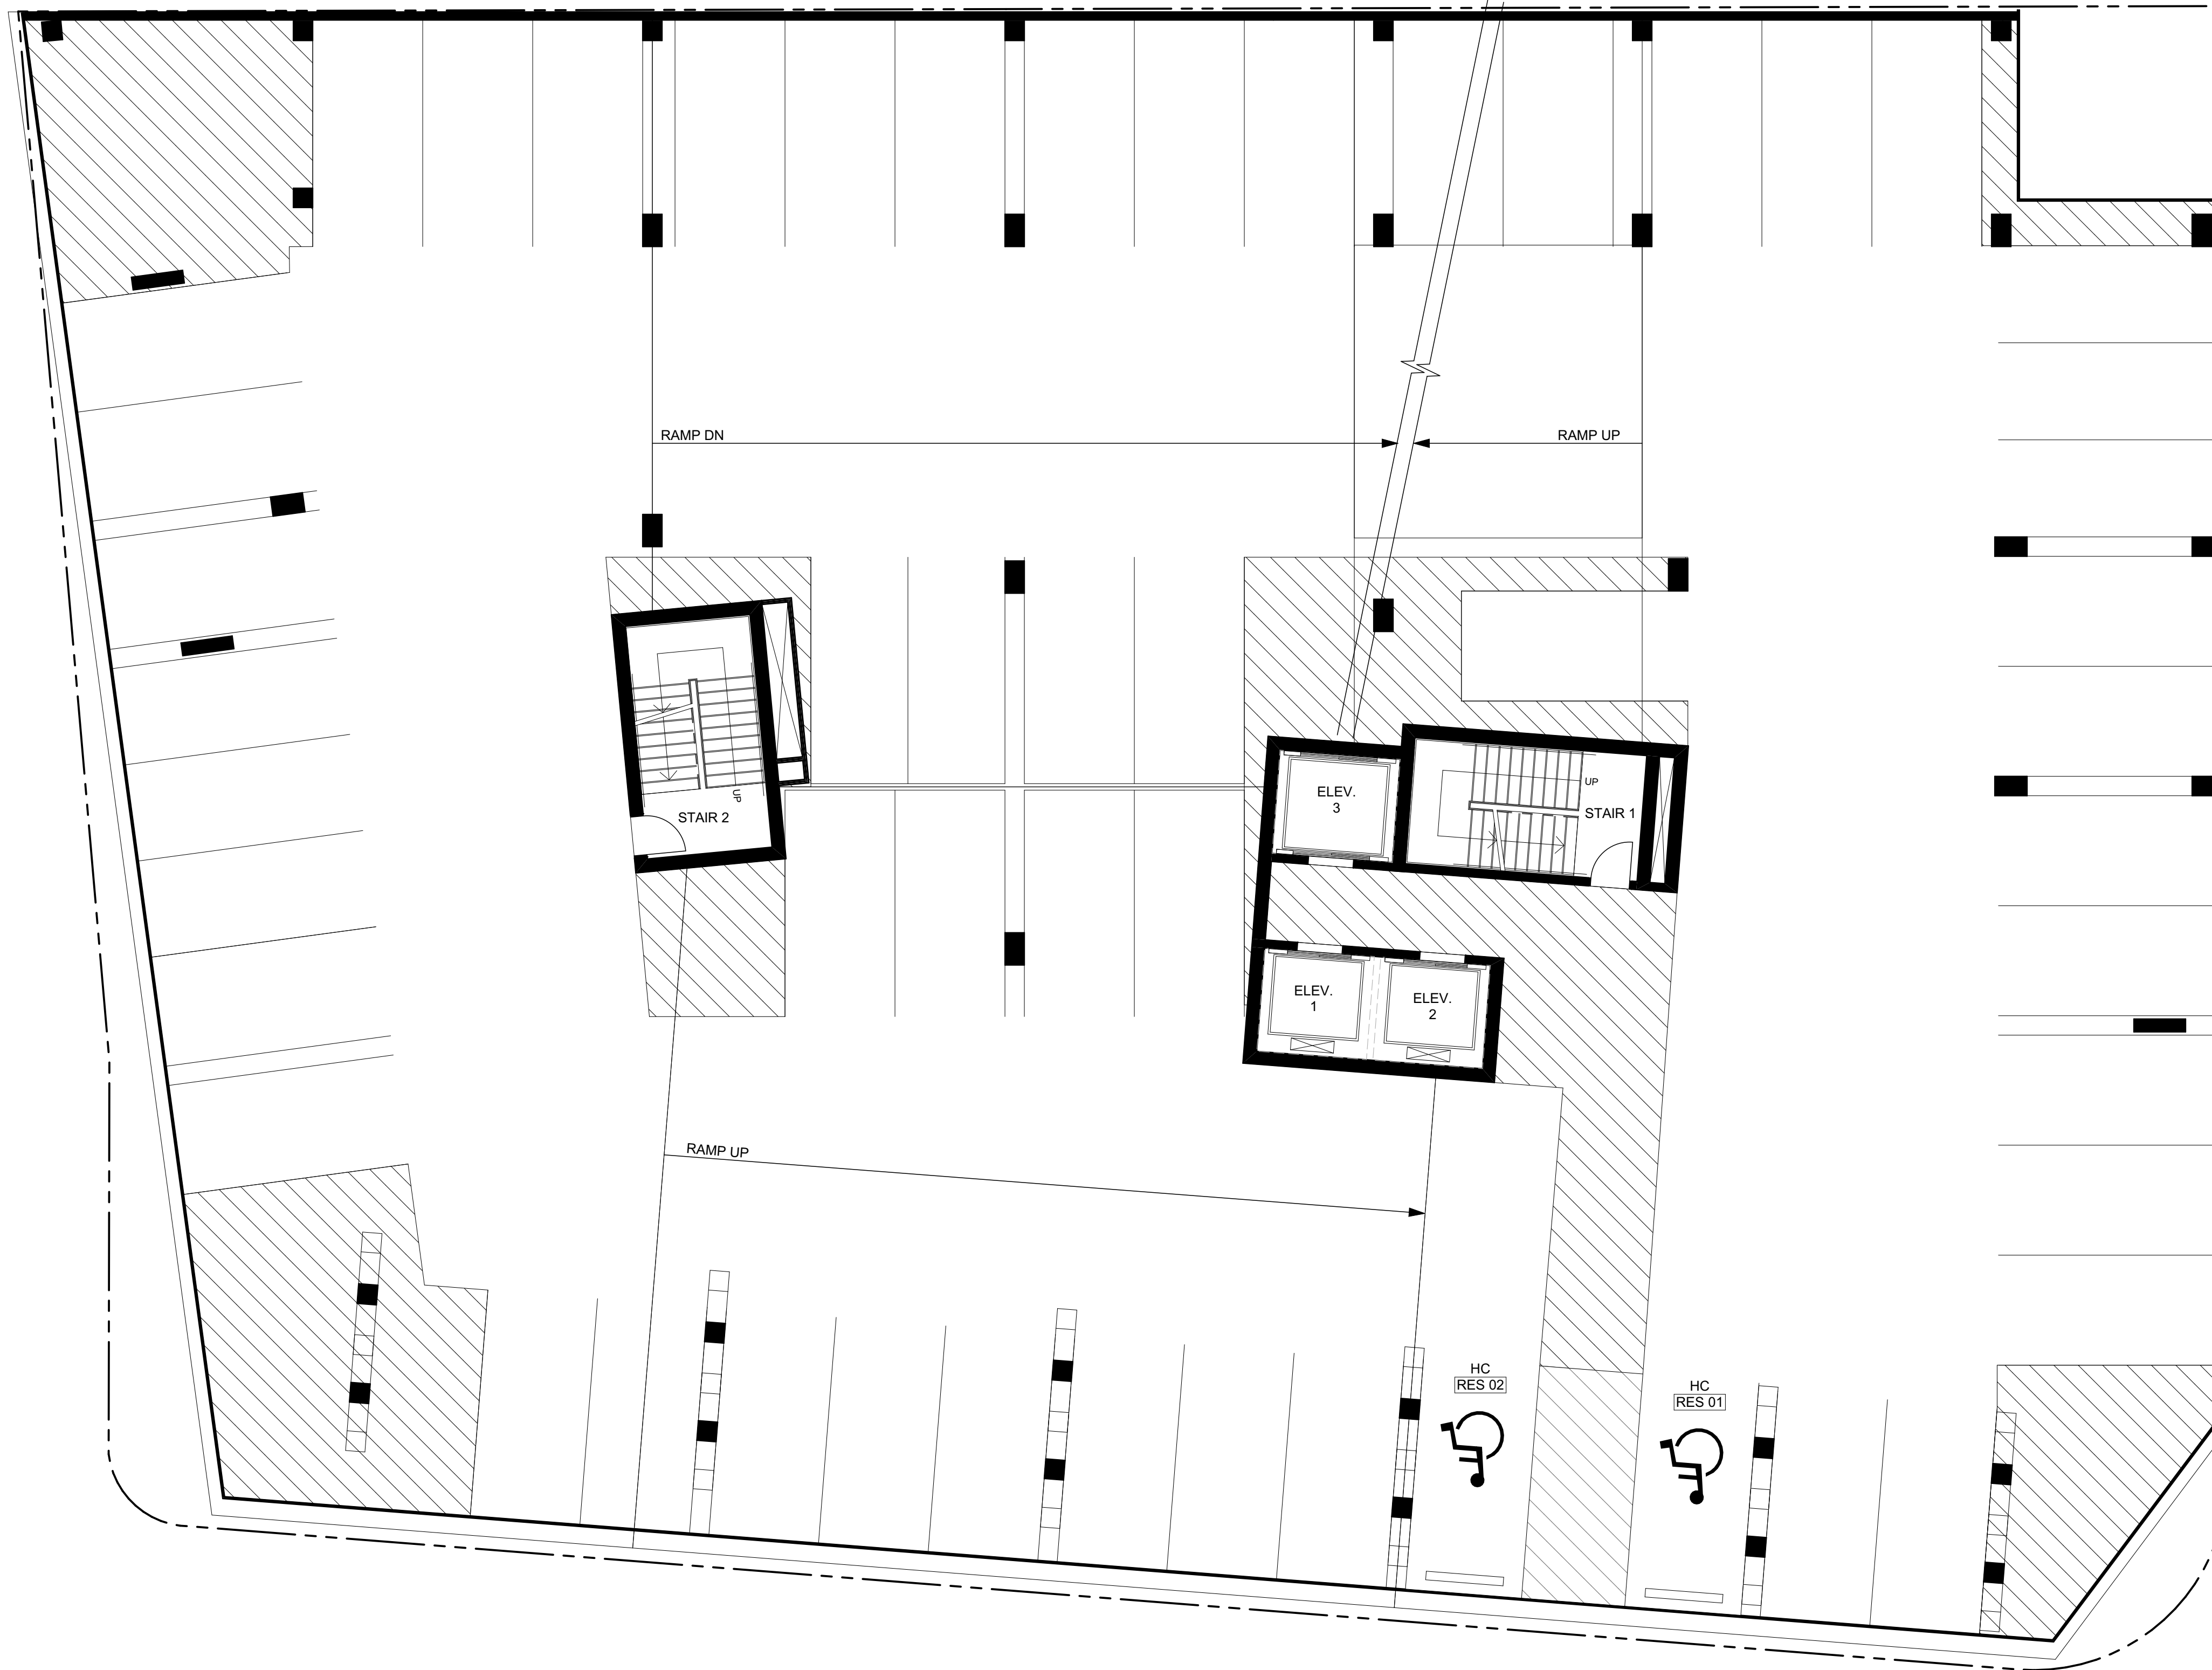 RAMP DN
RAMP UP
UP
STAIR 2
ELEV.
3
UP
STAIR 1
ELEV.
1
ELEV.
2
RAMP UP
HC
RES 02
HC
RES 01